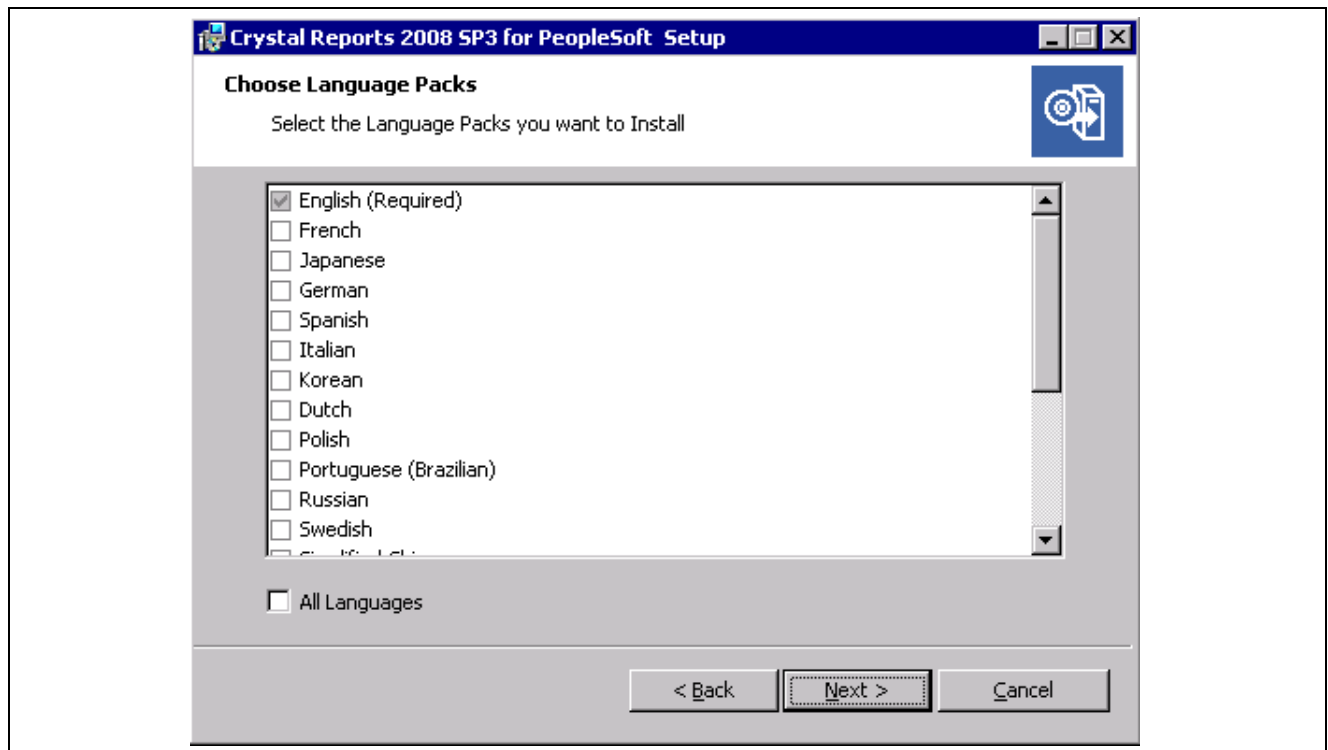 Crystal Reports 2008 SP3 for PeopleSoft Setup
Choose Language Packs
Select the Language Packs you want to Install
English (Required)
French
Japanese
German
Spanish
Italian
Korean
Dutch
Polish
Portuguese (Brazilian)
Russian
Swedish
All Languages
< Back
Next >
Cancel